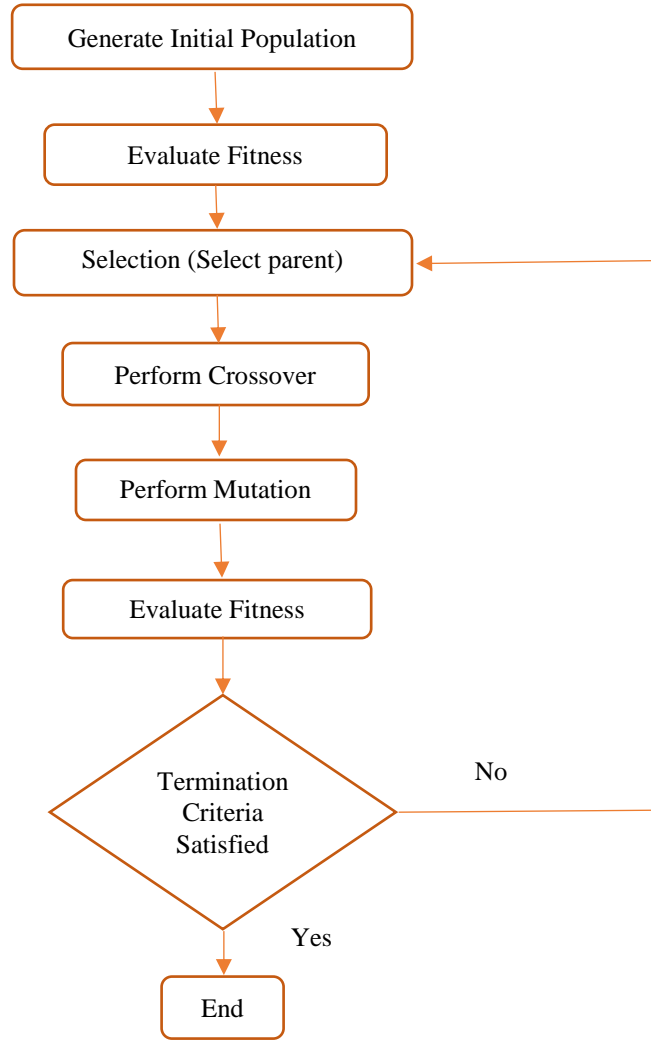 Generate Initial Population
Evaluate Fitness
Selection (Select parent)
Perform Crossover
Perform Mutation
Evaluate Fitness
Termination
Criteria
Satisfied
No
Yes
End